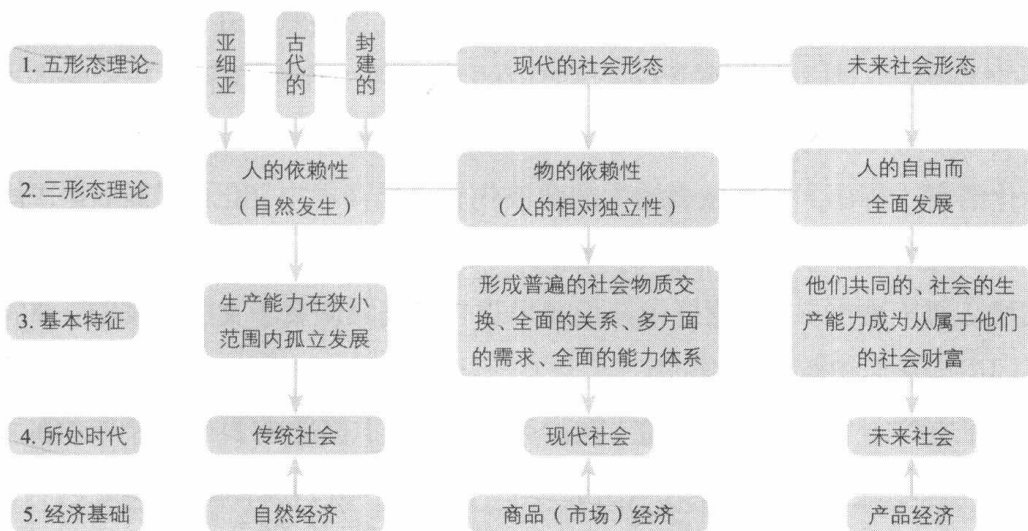 1. 五形态理论
亚细亚
古代的
封建的
现代的社会形态
未来社会形态
2. 三形态理论
人的依赖性
（自然发生）
物的依赖性
（人的相对独立性）
人的自由而
全面发展
3. 基本特征
生产能力在狭小
范围内孤立发展
形成普遍的社会物质交
换、全面的关系、多方面
的需求、全面的能力体系
他们共同的、社会的生
产能力成为从属于他们
的社会财富
4. 所处时代
传统社会
现代社会
未来社会
5. 经济基础
自然经济
商品（市场）经济
产品经济